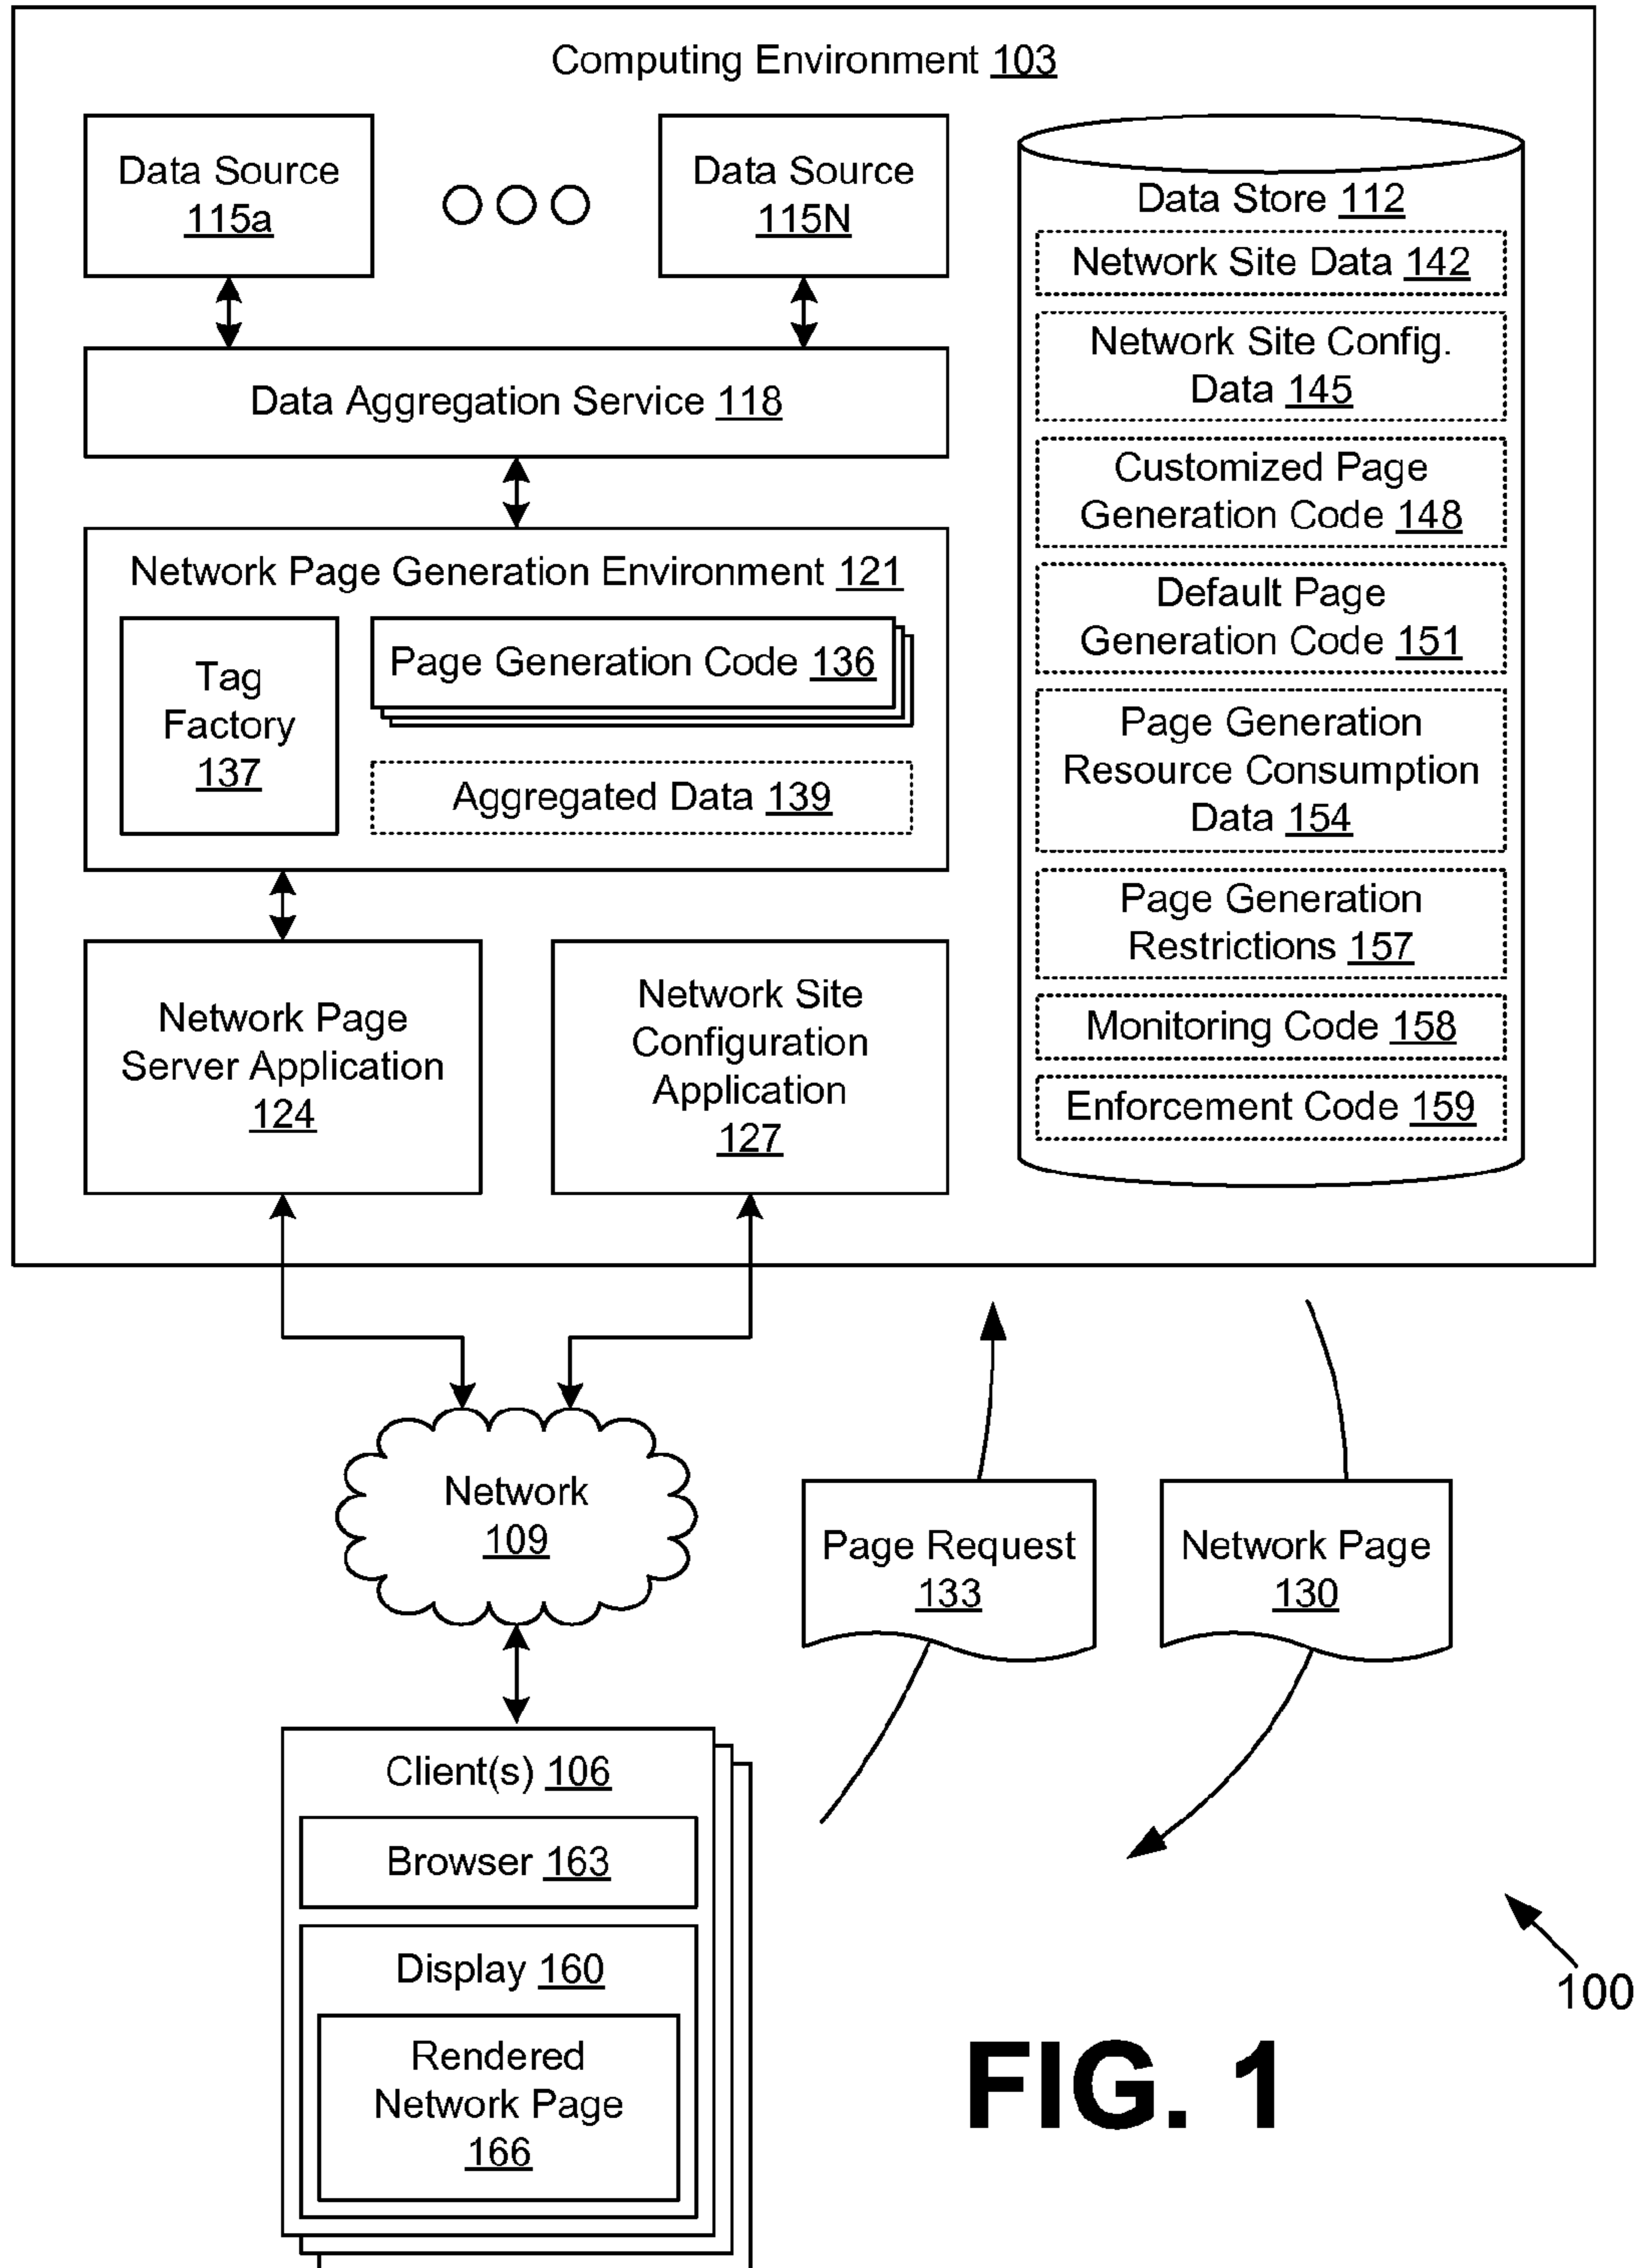 Computing Environment 103
Data Source
115a
Data Source
115N
Data Aggregation Service 118
Network Page Generation Environment 121
Tag
Factory
137
Page Generation Code 136
Aggregated Data 139
Network Page
Server Application
124
Network Site
Configuration
Application
127
Data Store 112
Network Site Data 142
Network Site Config.
Data 145
Customized Page
Generation Code 148
Default Page
Generation Code 151
Page Generation
Resource Consumption
Data 154
Page Generation
Restrictions 157
Monitoring Code 158
Enforcement Code 159
Network
109
Page Request
133
Network Page
130
Client(s) 106
Browser 163
Display 160
Rendered
Network Page
166
100
FIG. 1